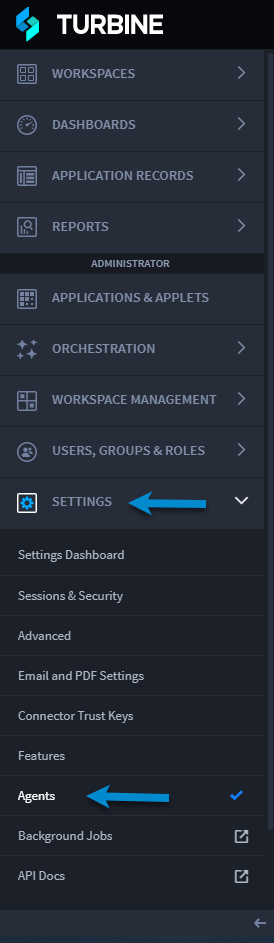 TURBINE
WORKSPACES
DASHBOARDS
APPLICATION RECORDS
REPORTS
ADMINISTRATOR
APPLICATIONS & APPLETS
ORCHESTRATION
WORKSPACE MANAGEMENT
USERS, GROUPS & ROLES
SETTINGS
Settings Dashboard
Sessions & Security
Advanced
Email and PDF Settings
Connector Trust Keys
Features
Agents
Background Jobs
API Docs